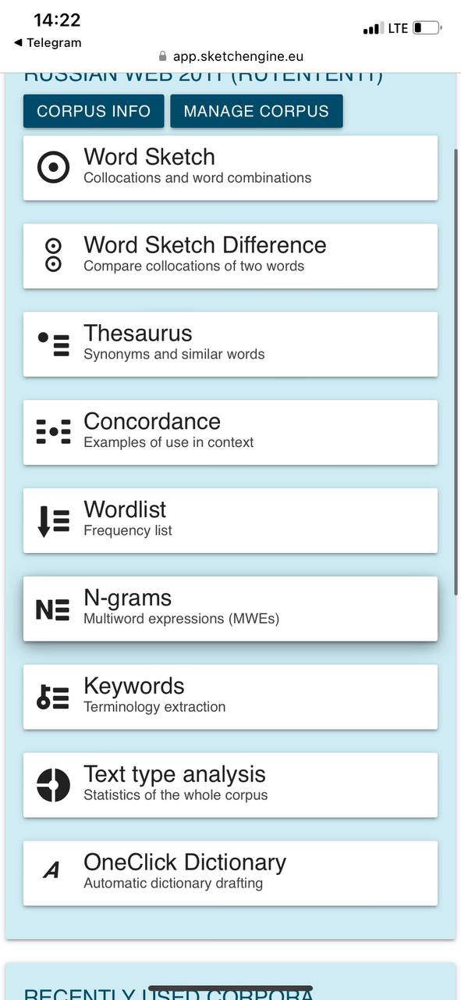 14:22
LTE
◀ Telegram
app.sketchengine.eu
RUSSIAN WEB 2011 (RUTENTEN11)
CORPUS INFO
MANAGE CORPUS
Word Sketch
Collocations and word combinations
Word Sketch Difference
Compare collocations of two words
Thesaurus
Synonyms and similar words
Concordance
Examples of use in context
Wordlist
Frequency list
N-grams
Multiword expressions (MWEs)
Keywords
Terminology extraction
Text type analysis
Statistics of the whole corpus
OneClick Dictionary
Automatic dictionary drafting
RECENTLY USED CORPORA